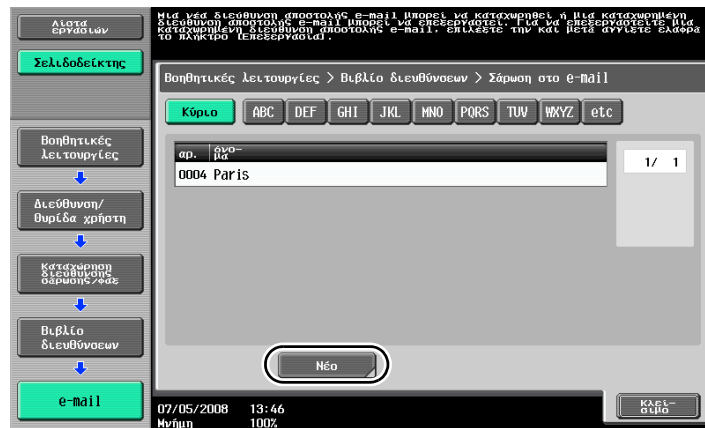 Λίστα
εργασιών
Μια νέα διεύθυνση αποστολής e-mail μπορεί να καταχωρηθεί ή μια καταχωρημένη
διεύθυνση αποστολής e-mail μπορεί να επεξεργαστεί. Για να επεξεργαστείτε μια
καταχωρημένη διεύθυνση αποστολής e-mail, επιλέξτε την και μετά αγγίξτε ελαφρά
το πλήκτρο [Επεξεργασία].
Σελιδοδείκτης
Βοηθητικές λειτουργίες > Βιβλίο διευθύνσεων > Σάρωση στο e-mail
Κύριο ABC DEF GHI JKL MNO PQRS TUV WXYZ etc
Βοηθητικές
λειτουργίες
αρ. όνο-
μα
1/ 1
0004 Paris
Διεύθυνση/
θυρίδα χρήστη
Καταχώρηση
διεύθυνσης
σάρωσης/φαξ
Βιβλίο
διευθύνσεων
Νέο
e-mail
07/05/2008 13:46
Μνήμη 100%
Κλεί-
σιμο